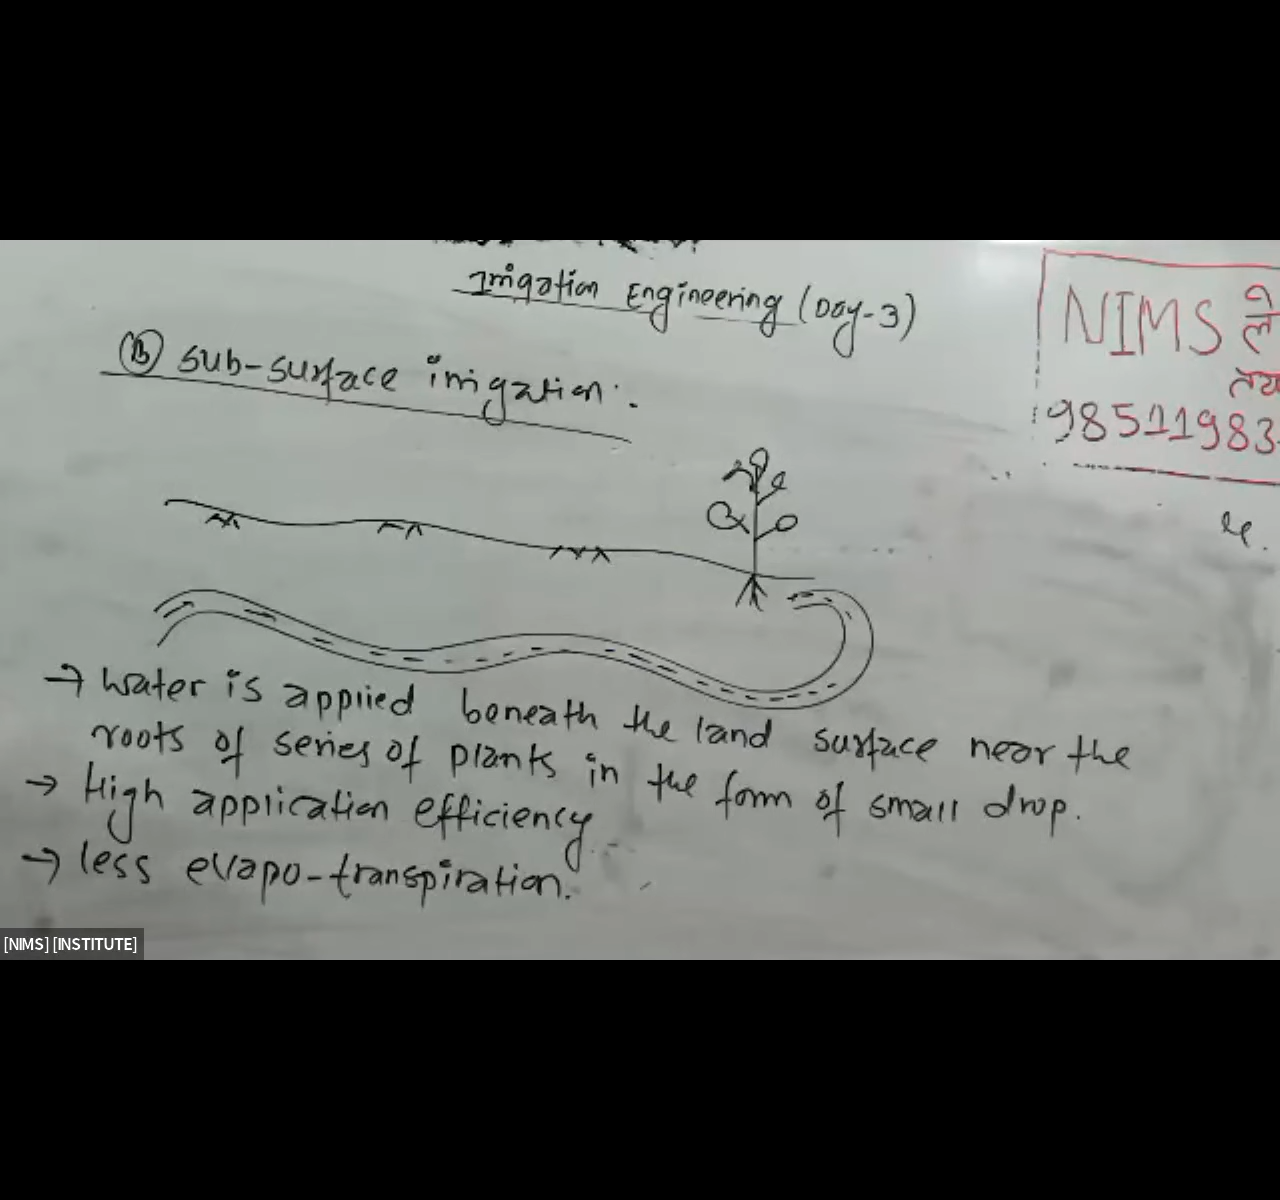 Irrigation Engineering (Day-3)
(B) Sub-surface irrigation:
NIMS ले
98511983
→ Water is applied beneath the land surface near the
roots of series of plants in the form of small drop.
→ High application efficiency
→ less evapo-transpiration.
[NIMS] [INSTITUTE]